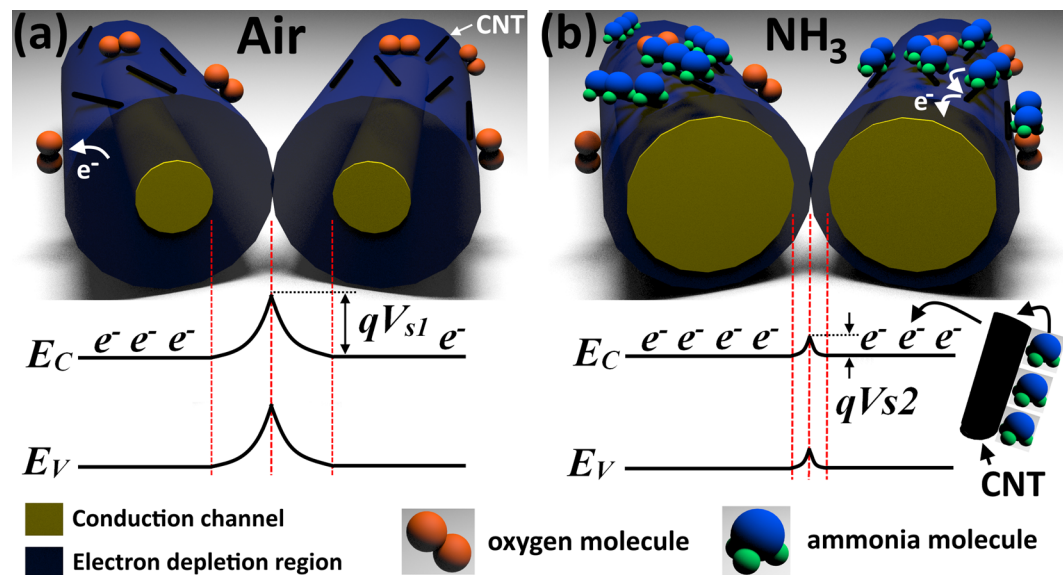 (a) Air CNT
e⁻
e⁻ e⁻ e⁻ qVs1 e⁻
EC
EV
(b) NH3
e⁻
e⁻ e⁻ e⁻ e⁻ e⁻ e⁻ e⁻
EC
qVs2
EV
CNT
Conduction channel
Electron depletion region
oxygen molecule
ammonia molecule